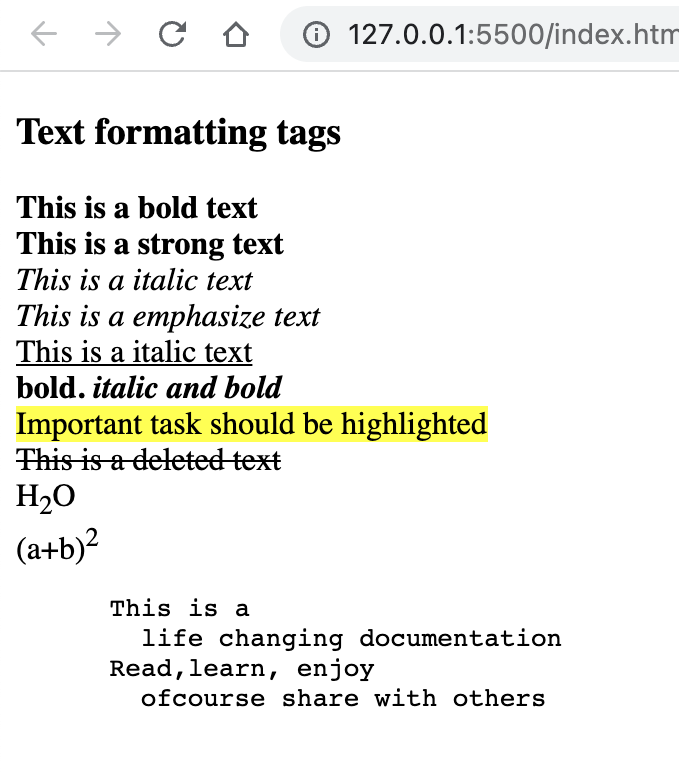 127.0.0.1:5500/index.htm
Text formatting tags
This is a bold text
This is a strong text
This is a italic text
This is a emphasize text
This is a italic text
bold. italic and bold
Important task should be highlighted
This is a deleted text
H₂O
(a+b)²
This is a
life changing documentation
Read,learn, enjoy
ofcourse share with others